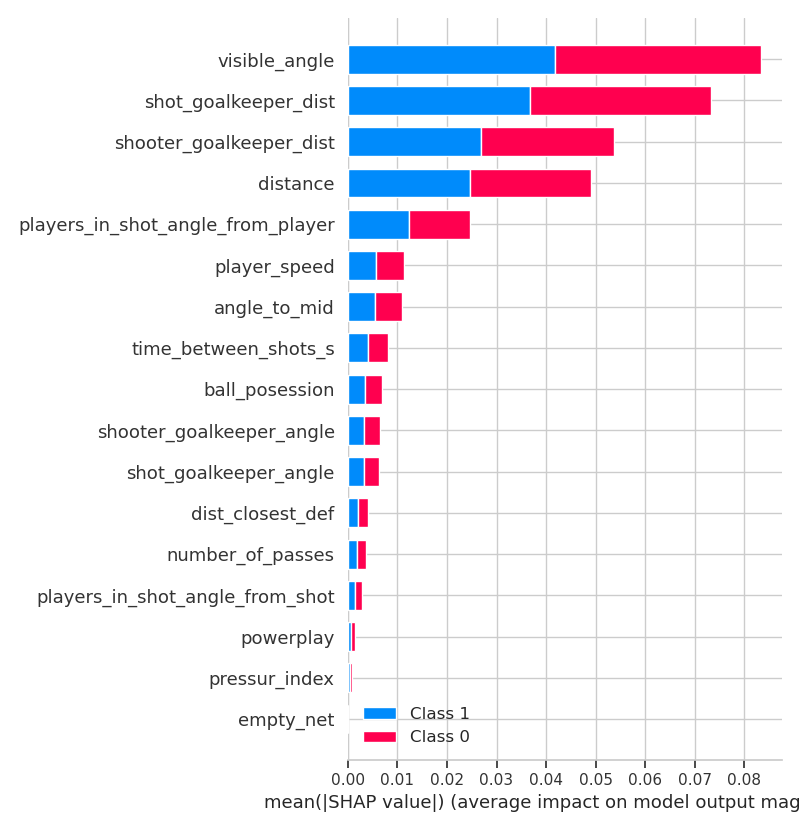 visible_angle
shot_goalkeeper_dist
shooter_goalkeeper_dist
distance
players_in_shot_angle_from_player
player_speed
angle_to_mid
time_between_shots_s
ball_posession
shooter_goalkeeper_angle
shot_goalkeeper_angle
dist_closest_def
number_of_passes
players_in_shot_angle_from_shot
powerplay
pressur_index
empty_net
Class 1
Class 0
0.00 0.01 0.02 0.03 0.04 0.05 0.06 0.07 0.08
mean(|SHAP value|) (average impact on model output mag